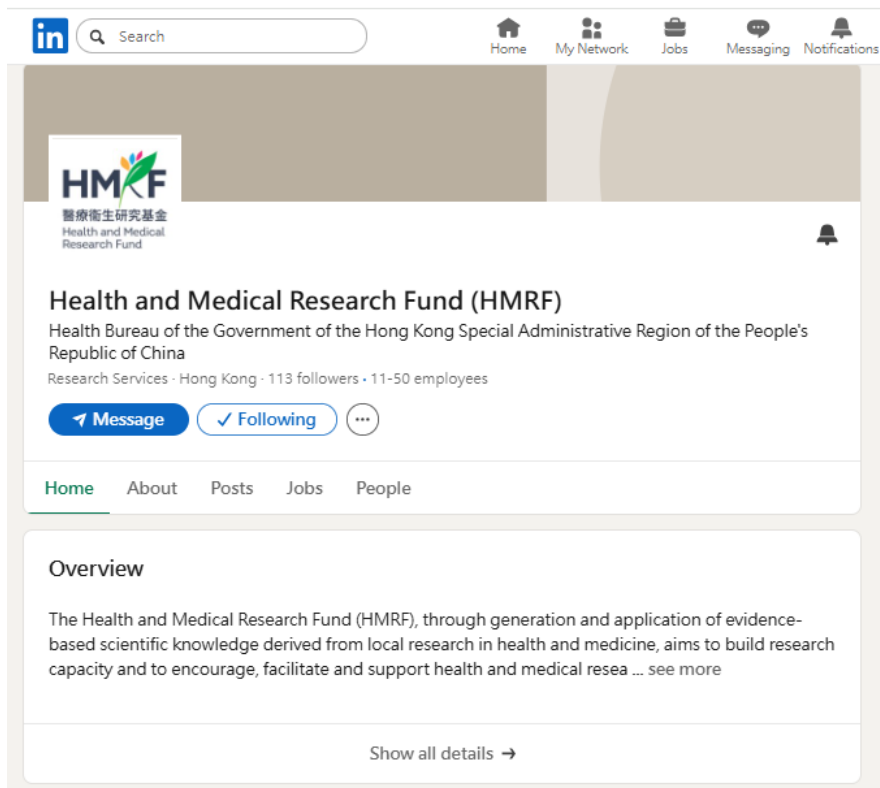 in
Search
Home
My Network
Jobs
Messaging
Notifications
HMRF
醫療衞生研究基金
Health and Medical
Research Fund
Health and Medical Research Fund (HMRF)
Health Bureau of the Government of the Hong Kong Special Administrative Region of the People's
Republic of China
Research Services · Hong Kong · 113 followers • 11-50 employees
Message
Following
Home About Posts Jobs People
Overview
The Health and Medical Research Fund (HMRF), through generation and application of evidence-
based scientific knowledge derived from local research in health and medicine, aims to build research
capacity and to encourage, facilitate and support health and medical resea ... see more
Show all details →